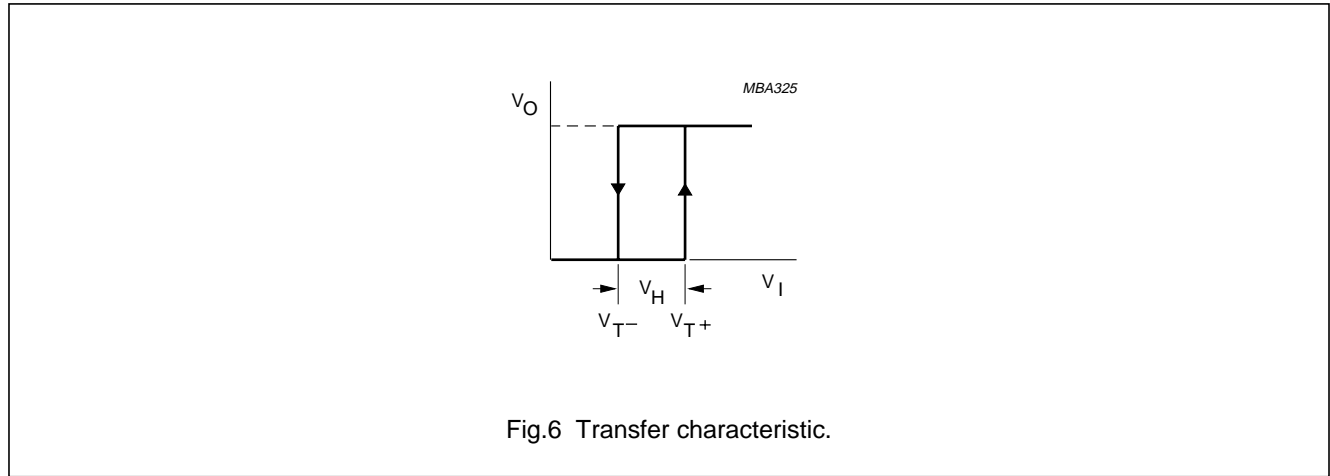 MBA325
VO
VH
VI
VT− VT+
Fig.6 Transfer characteristic.